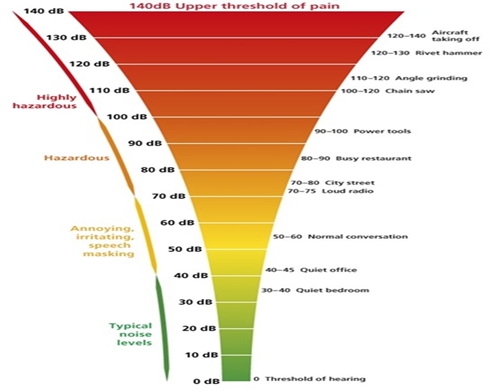 140dB Upper threshold of pain
140 dB
130 dB
120 dB
110 dB
100 dB
90 dB
80 dB
70 dB
60 dB
50 dB
40 dB
30 dB
20 dB
10 dB
0 dB
Highly
hazardous
Hazardous
Annoying,
irritating,
speech
masking
Typical
noise
levels
120–140 Aircraft
taking off
120–130 Rivet hammer
110–120 Angle grinding
100–120 Chain saw
90–100 Power tools
80–90 Busy restaurant
70–80 City street
70–75 Loud radio
50–60 Normal conversation
40–45 Quiet office
30–40 Quiet bedroom
0 Threshold of hearing